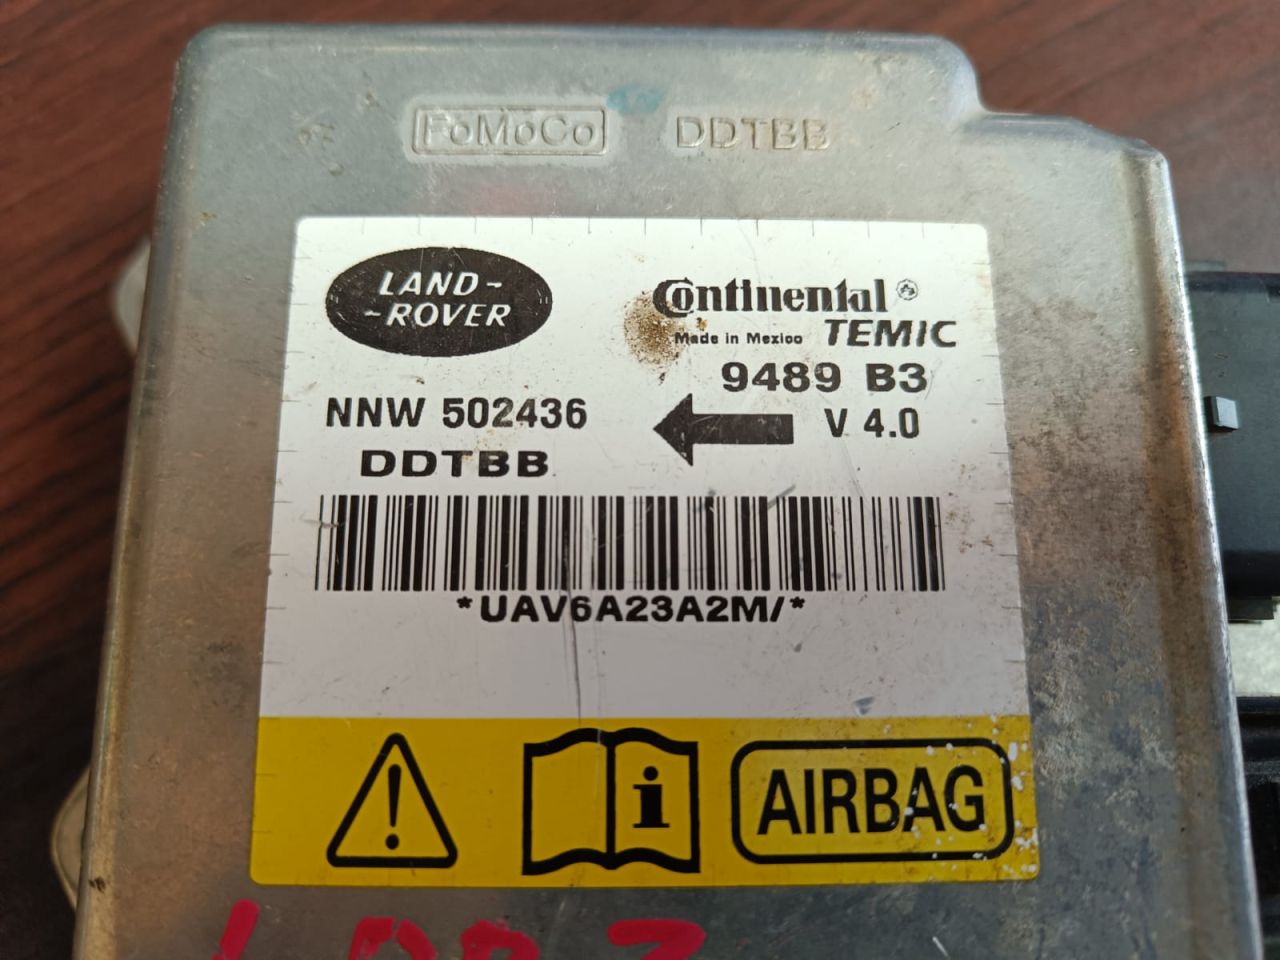 FoMoCo DDTBB
LAND-
-ROVER
Continental
Made in Mexico TEMIC
9489 B3
NNW 502436
V 4.0
DDTBB
*UAV6A23A2M/*
AIRBAG